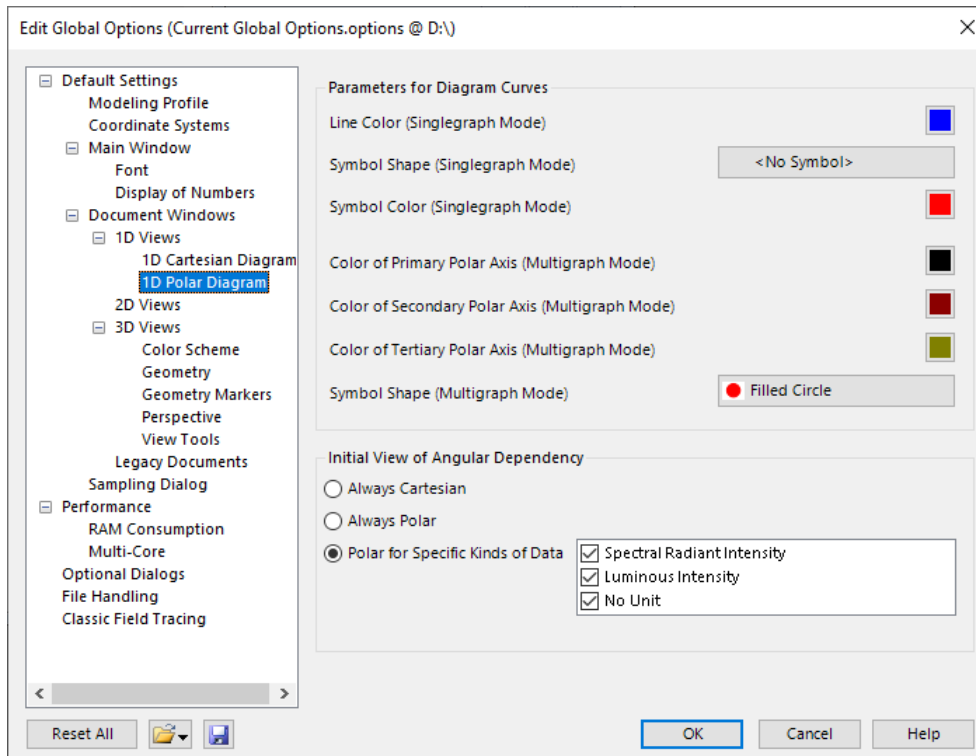 Edit Global Options (Current Global Options.options @ D:\)
Default Settings
Modeling Profile
Coordinate Systems
Main Window
Font
Display of Numbers
Document Windows
1D Views
1D Cartesian Diagram
1D Polar Diagram
2D Views
3D Views
Color Scheme
Geometry
Geometry Markers
Perspective
View Tools
Legacy Documents
Sampling Dialog
Performance
RAM Consumption
Multi-Core
Optional Dialogs
File Handling
Classic Field Tracing
Parameters for Diagram Curves
Line Color (Singlegraph Mode)
Symbol Shape (Singlegraph Mode) <No Symbol>
Symbol Color (Singlegraph Mode)
Color of Primary Polar Axis (Multigraph Mode)
Color of Secondary Polar Axis (Multigraph Mode)
Color of Tertiary Polar Axis (Multigraph Mode)
Symbol Shape (Multigraph Mode) Filled Circle
Initial View of Angular Dependency
Always Cartesian
Always Polar
Polar for Specific Kinds of Data
Spectral Radiant Intensity
Luminous Intensity
No Unit
Reset All OK Cancel Help